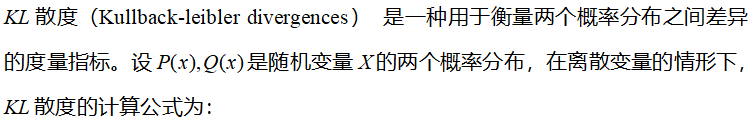 KL 散度（Kullback-leibler divergences） 是一种用于衡量两个概率分布之间差异
的度量指标。设 P(x),Q(x) 是随机变量 X 的两个概率分布，在离散变量的情形下，
KL 散度的计算公式为：